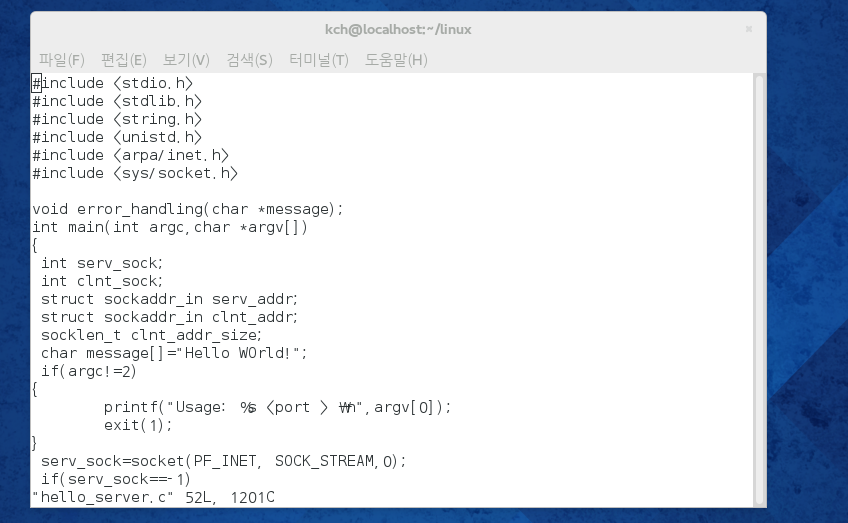 kch@localhost:~/linux
파일(F) 편집(E) 보기(V) 검색(S) 터미널(T) 도움말(H)
#include <stdio.h>
#include <stdlib.h>
#include <string.h>
#include <unistd.h>
#include <arpa/inet.h>
#include <sys/socket.h>

void error_handling(char *message);
int main(int argc,char *argv[])
{
 int serv_sock;
 int clnt_sock;
 struct sockaddr_in serv_addr;
 struct sockaddr_in clnt_addr;
 socklen_t clnt_addr_size;
 char message[]="Hello WOrld!";
 if(argc!=2)
{
        printf("Usage: %s <port > ₩n",argv[0]);
        exit(1);
}
 serv_sock=socket(PF_INET, SOCK_STREAM,0);
 if(serv_sock==-1)
"hello_server.c" 52L, 1201C